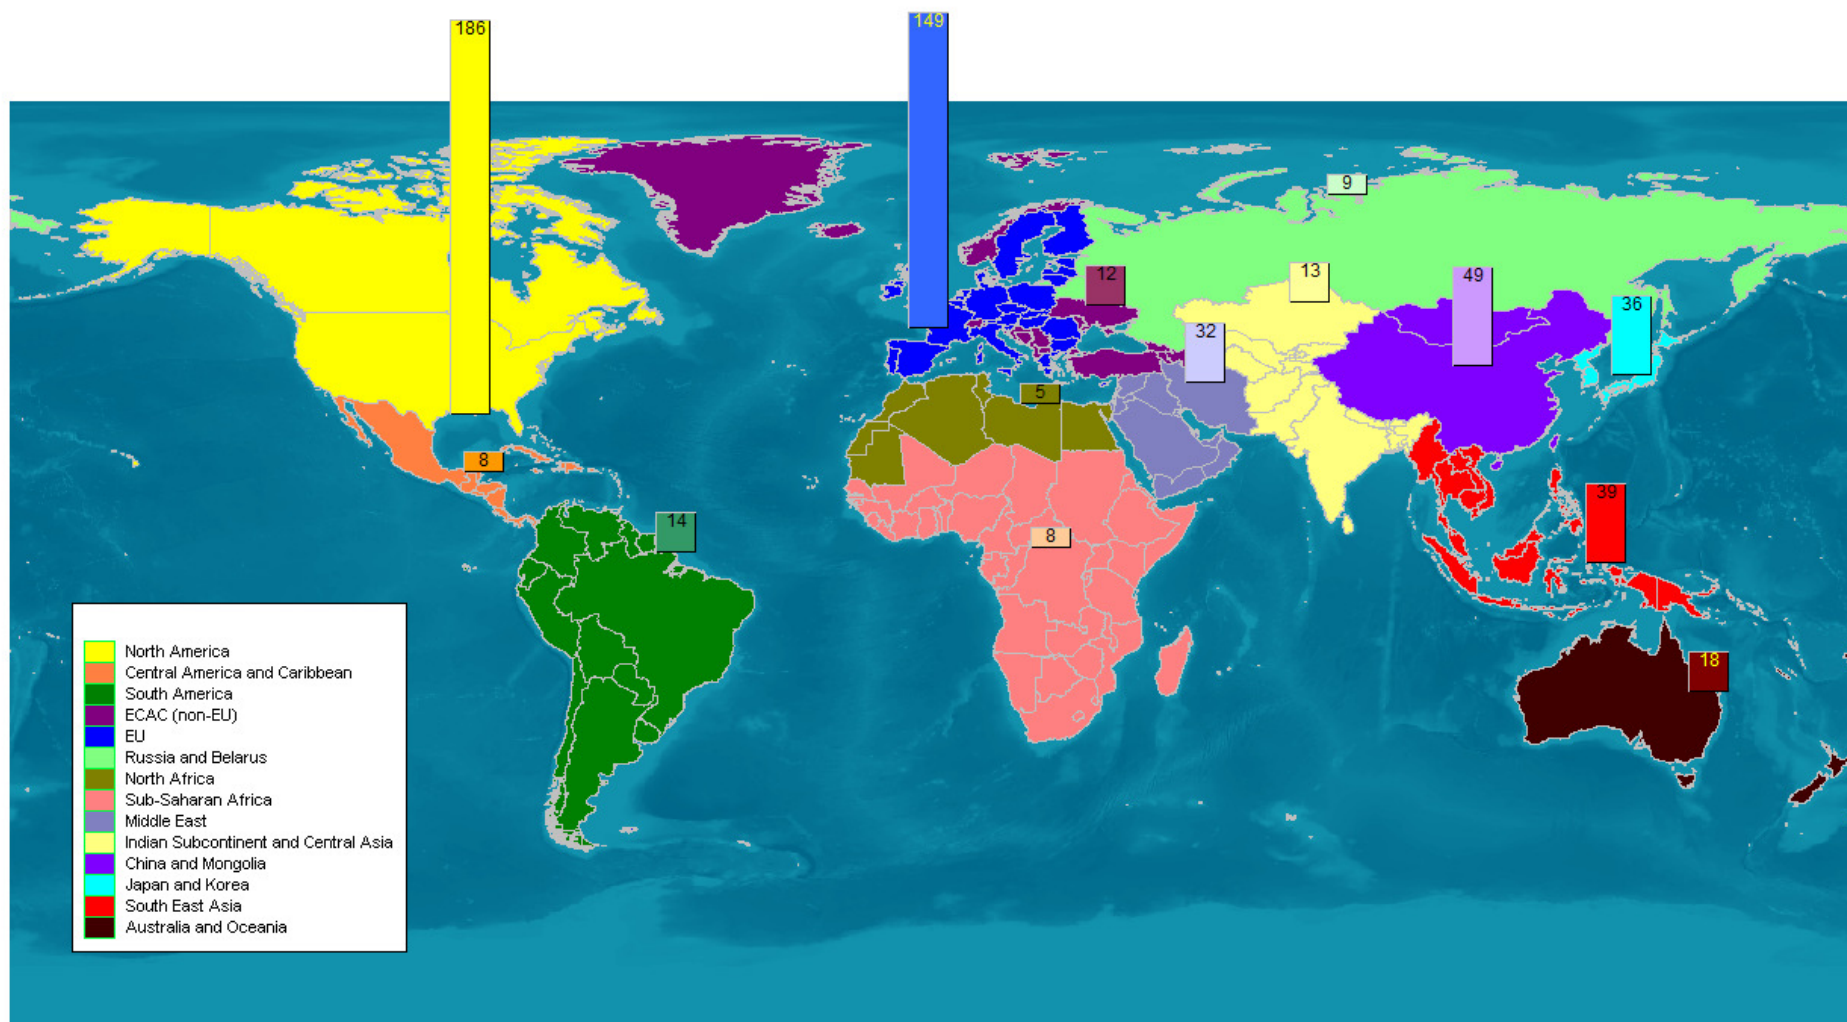 186
149
9
12
13
49
36
32
5
8
39
14
8
18
North America
Central America and Caribbean
South America
ECAC (non-EU)
EU
Russia and Belarus
North Africa
Sub-Saharan Africa
Middle East
Indian Subcontinent and Central Asia
China and Mongolia
Japan and Korea
South East Asia
Australia and Oceania